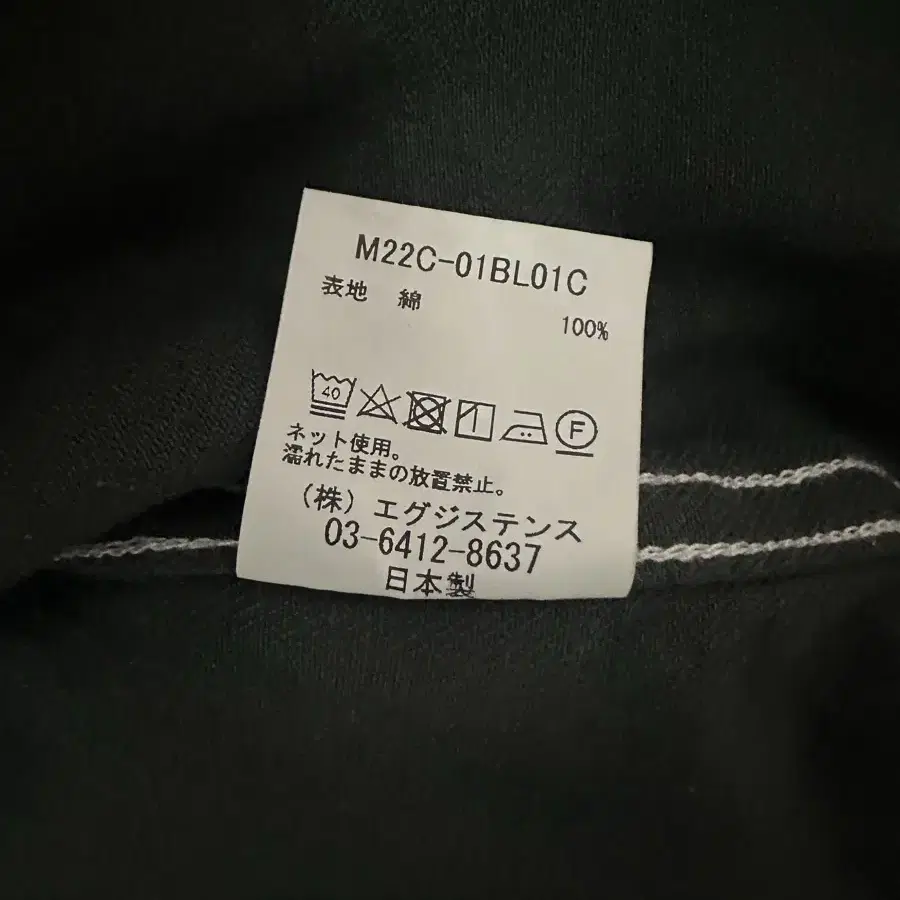 M22C-01BL01C
表地 綿
100%
40
F
ネット使用。
濡れたままの放置禁止。
(株) エグジステンス
03-6412-8637
日本製